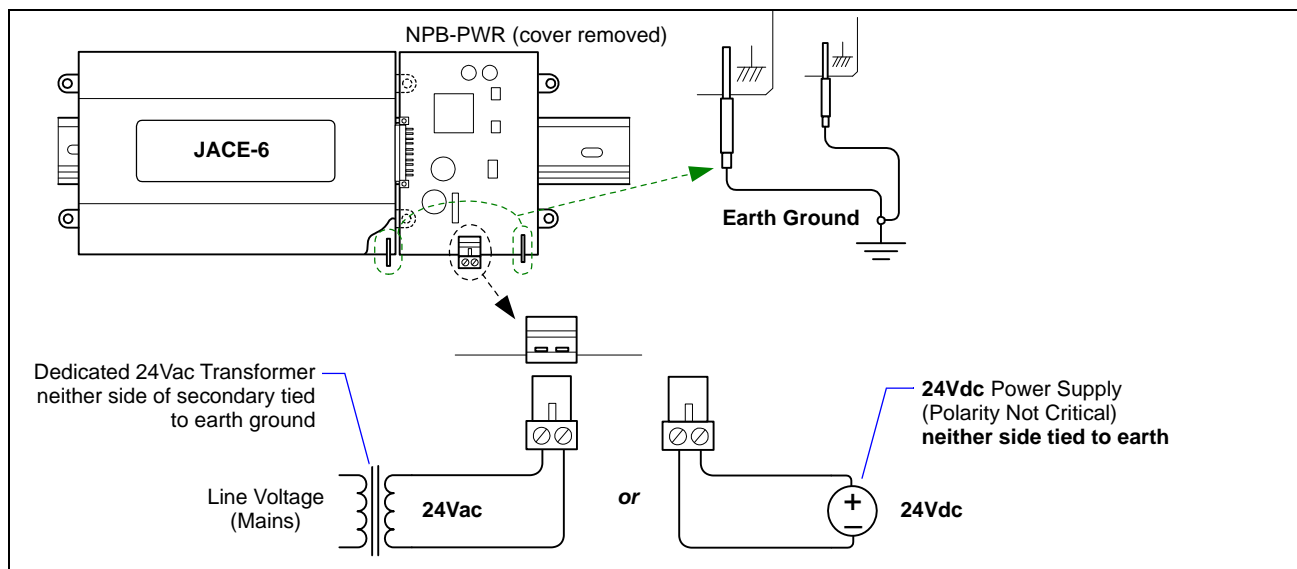 NPB-PWR (cover removed)
JACE-6
Earth Ground
Dedicated 24Vac Transformer
neither side of secondary tied
to earth ground
24Vdc Power Supply
(Polarity Not Critical)
neither side tied to earth
Line Voltage
(Mains)
24Vac
or
+
–
24Vdc